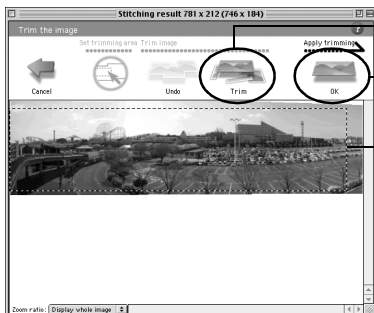 Stitching result 781 x 212 (746 x 184)
Trim the image
Set trimming area Trim image Apply trimming
Cancel Undo Trim OK
Zoom ratio: Display whole image